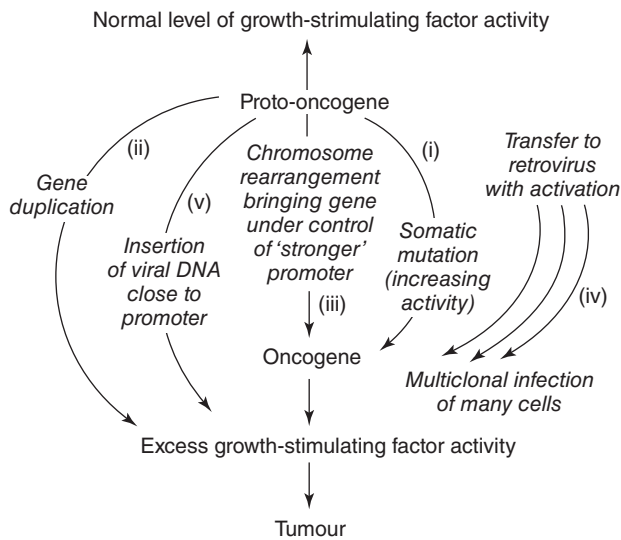 Normal level of growth-strimulating factor activity
Proto-oncogene
(ii)
Gene
duplication
(v)
Insertion
of viral DNA
close to
promoter
Chromosome
rearrangement
bringing gene
under control
of ‘stronger’
promoter
(iii)
(i)
Somatic
mutation
(increasing
activity)
Transfer to
retrovirus
with activation
(iv)
Oncogene
Multiclonal infection
of many cells
Excess growth-stimulating factor activity
Tumour